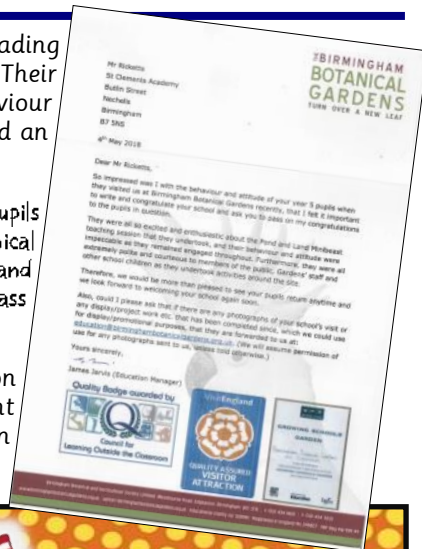 ading
Their
viour
d an
upils
pical
and
ass
on
nt
n
THE BIRMINGHAM
BOTANICAL
GARDENS
TURN OVER A NEW LEAF
Mr Ricketts
St Clements Academy
Butlin Street
Nechells
Birmingham
B7 5NS
4th May 2018
Dear Mr Ricketts,
So impressed was I with the behaviour and attitude of your year 5 pupils when
they visited us at Birmingham Botanical Gardens recently, that I felt it important
to write and congratulate your school and ask you to pass on my congratulations
to the pupils in question.
They were all so excited and enthusiastic about the Pond and Land Minibeast
teaching session that they undertook, and their behaviour and attitude were
impeccable as they remained engaged throughout. Furthermore, they were all
extremely polite and courteous to members of the public, Gardens' staff and
other school children as they undertook activities around the site.
Therefore, we would be more than pleased to see your pupils return anytime and
we look forward to welcoming your school again soon.
Also, could I please ask that if there are any photographs of your school's visit or
any display/project work etc. that has been completed since, which we could use
for display/promotional purposes, that they are forwarded to us at:
education@birminghambotanicalgardens.org.uk. (We will assume permission of
use for any photographs sent to us, unless told otherwise.)
Yours sincerely,
James Jarvis (Education Manager)
Quality Badge awarded by
Q
Council for
Learning Outside the Classroom
VisitEngland
QUALITY ASSURED
VISITOR
ATTRACTION
GROWING SCHOOLS
GARDEN